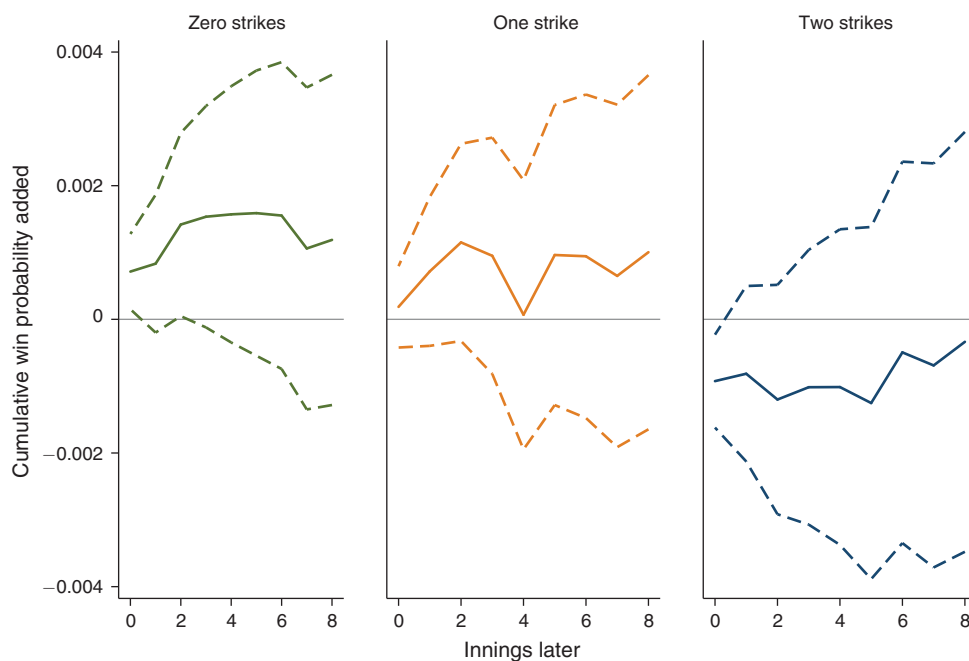 Zero strikes
One strike
Two strikes
Cumulative win probability added
0.004
0.002
0
−0.002
−0.004
0 2 4 6 8
0 2 4 6 8
0 2 4 6 8
Innings later